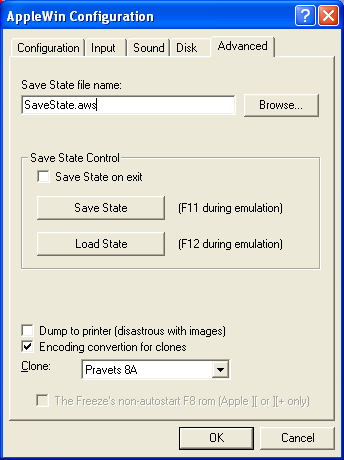 AppleWin Configuration
Configuration Input Sound Disk Advanced
Save State file name:
SaveState.aws Browse...
Save State Control
Save State on exit
Save State (F11 during emulation)
Load State (F12 during emulation)
Dump to printer (disastrous with images)
Encoding convertion for clones
Clone: Pravets 8A
The Freeze's non-autostart F8 rom (Apple ][ or ][+ only)
OK Cancel